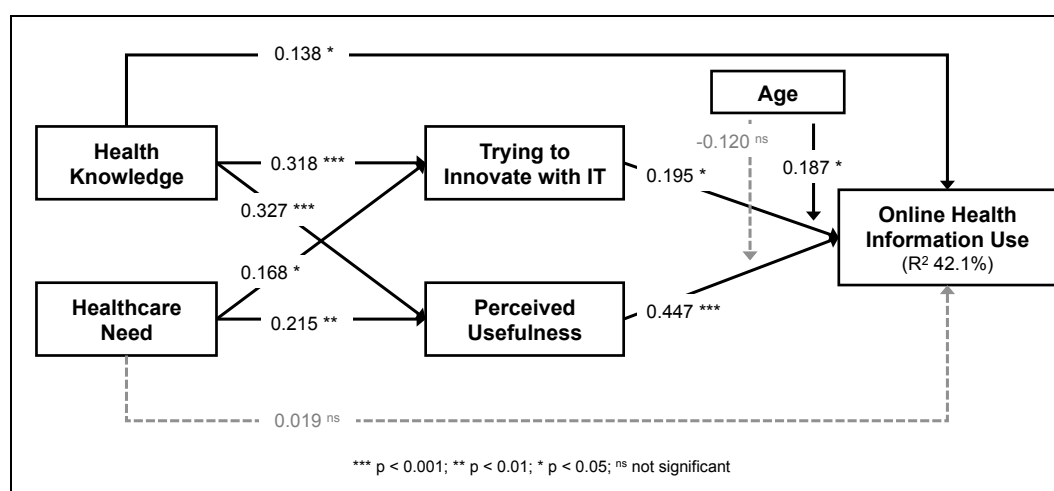 0.138 *
Age
Health
Knowledge
0.318 ***
Trying to
Innovate with IT
-0.120 ns
0.187 *
0.195 *
0.327 ***
Online Health
Information Use
(R² 42.1%)
0.168 *
Healthcare
Need
0.215 **
Perceived
Usefulness
0.447 ***
0.019 ns
*** p < 0.001; ** p < 0.01; * p < 0.05; ns not significant